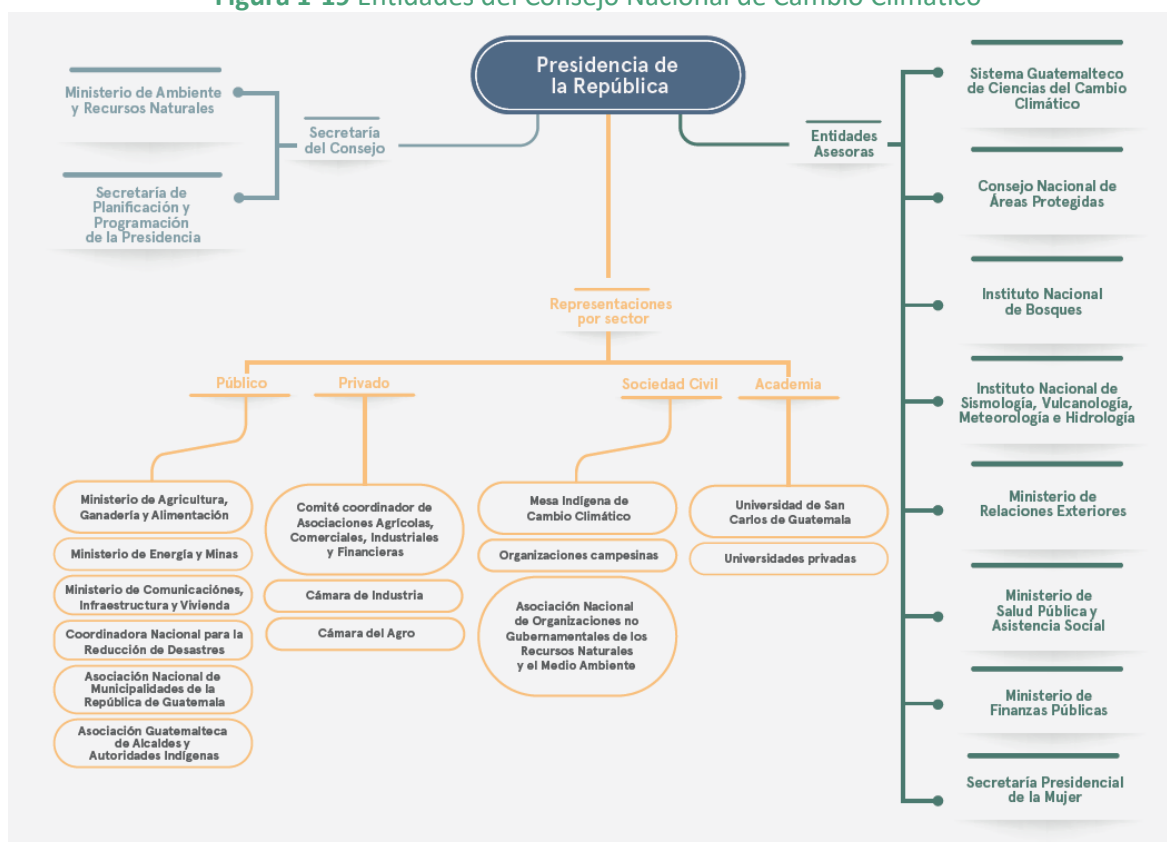 Figura 1-19 Entidades del Consejo Nacional de Cambio Climático
Presidencia de
la República
Ministerio de Ambiente
y Recursos Naturales
Secretaría
del Consejo
Secretaría de
Planificación y
Programación
de la Presidencia
Entidades
Asesoras
Sistema Guatemalteco
de Ciencias del Cambio
Climático
Consejo Nacional de
Áreas Protegidas
Instituto Nacional
de Bosques
Instituto Nacional de
Sismología, Vulcanología,
Meteorología e Hidrología
Ministerio de
Relaciones Exteriores
Ministerio de
Salud Pública y
Asistencia Social
Ministerio de
Finanzas Públicas
Secretaría Presidencial
de la Mujer
Representaciones
por sector
Público
Ministerio de Agricultura,
Ganadería y Alimentación
Ministerio de Energía y Minas
Ministerio de Comunicaciónes,
Infraestructura y Vivienda
Coordinadora Nacional para la
Reducción de Desastres
Asociación Nacional de
Municipalidades de la
República de Guatemala
Asociación Guatemalteca
de Alcaldes y
Autoridades Indígenas
Privado
Comité coordinador de
Asociaciones Agrícolas,
Comerciales, Industriales
y Financieras
Cámara de Industria
Cámara del Agro
Sociedad Civil
Mesa Indígena de
Cambio Climático
Organizaciones campesinas
Asociación Nacional
de Organizaciones no
Gubernamentales de los
Recursos Naturales
y el Medio Ambiente
Academia
Universidad de San
Carlos de Guatemala
Universidades privadas